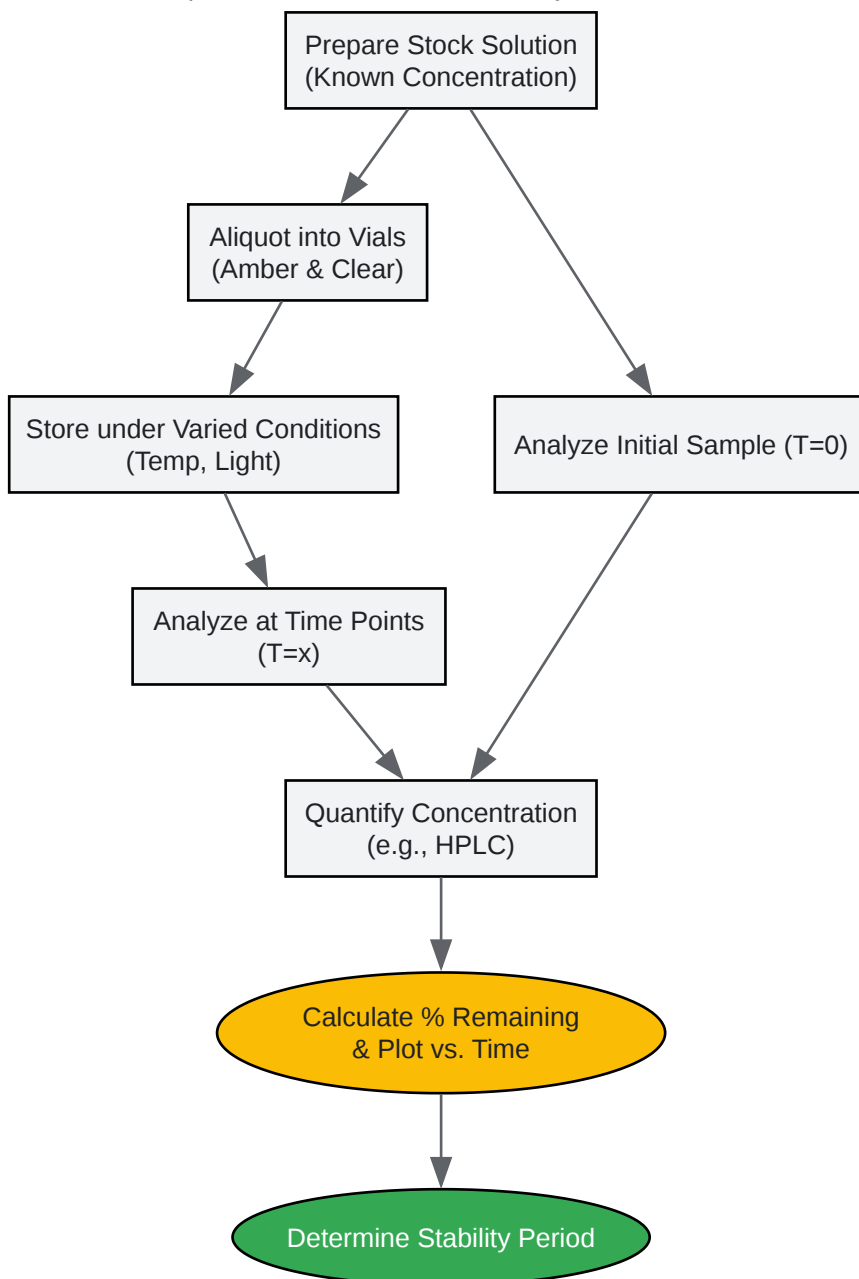 Prepare Stock Solution
(Known Concentration)
Aliquot into Vials
(Amber & Clear)
Store under Varied Conditions
(Temp, Light)
Analyze Initial Sample (T=0)
Analyze at Time Points
(T=x)
Quantify Concentration
(e.g., HPLC)
Calculate % Remaining
& Plot vs. Time
Determine Stability Period